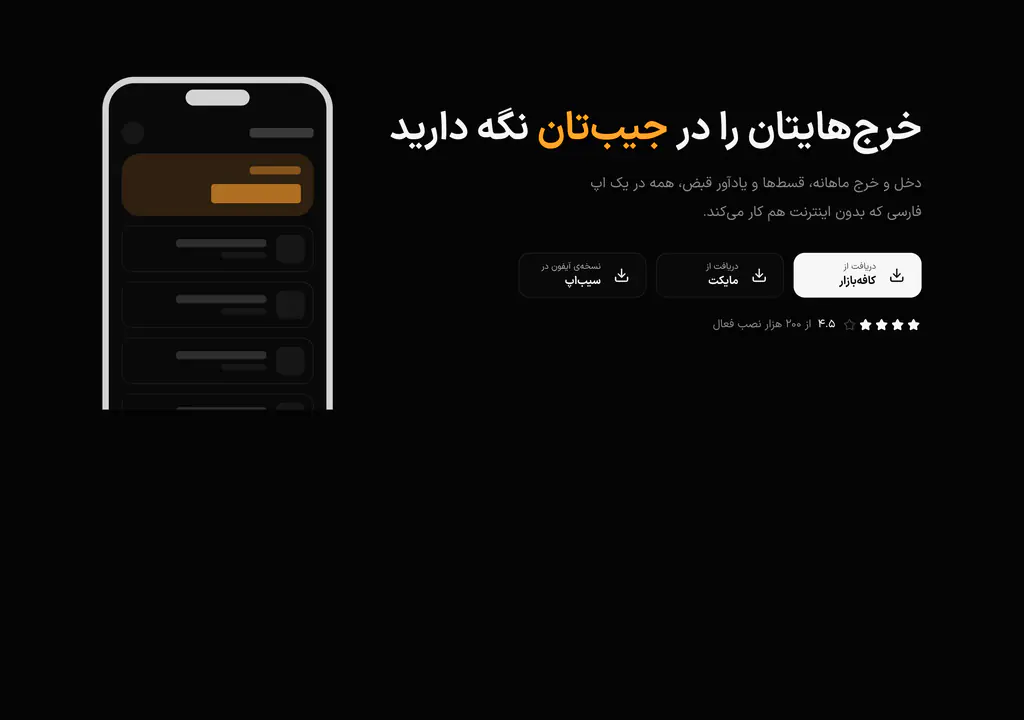 خرج‌هایتان را در جیب‌تان نگه دارید
دخل و خرج ماهانه، قسط‌ها و یادآور قبض، همه در یک اپ
فارسی که بدون اینترنت هم کار می‌کند.
دریافت از
کافه‌بازار
دریافت از
مایکت
نسخه‌ی آیفون در
سیب‌اپ
۴.۵ از ۲۰۰ هزار نصب فعال